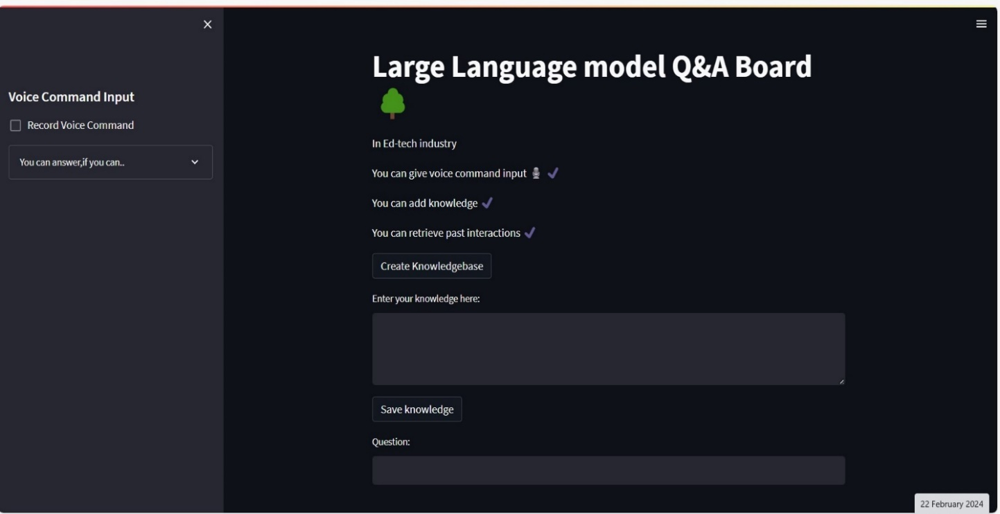 Voice Command Input
Record Voice Command
You can answer,if you can..
Large Language model Q&A Board
In Ed-tech industry
You can give voice command input
You can add knowledge
You can retrieve past interactions
Create Knowledgebase
Enter your knowledge here:
Save knowledge
Question:
22 February 2024